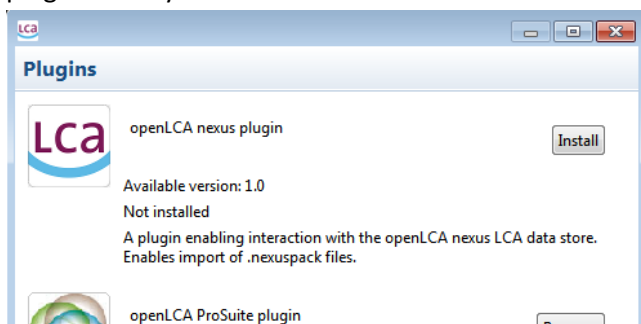 LCA
Plugins
LCA
openLCA nexus plugin
Install
Available version: 1.0
Not installed
A plugin enabling interaction with the openLCA nexus LCA data store.
Enables import of .nexuspack files.
openLCA ProSuite plugin